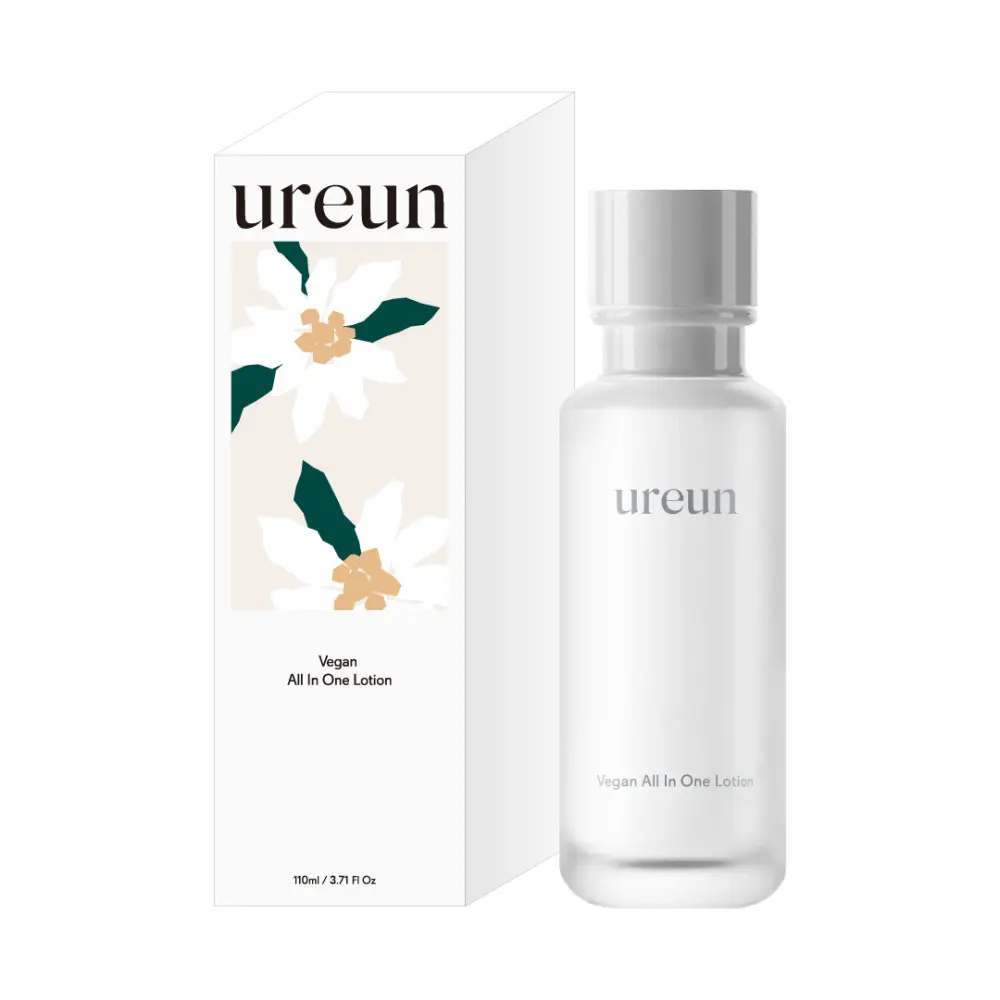 ureun
Vegan
All In One Lotion
110ml / 3.71 Fl Oz
ureun
Vegan All In One Lotion